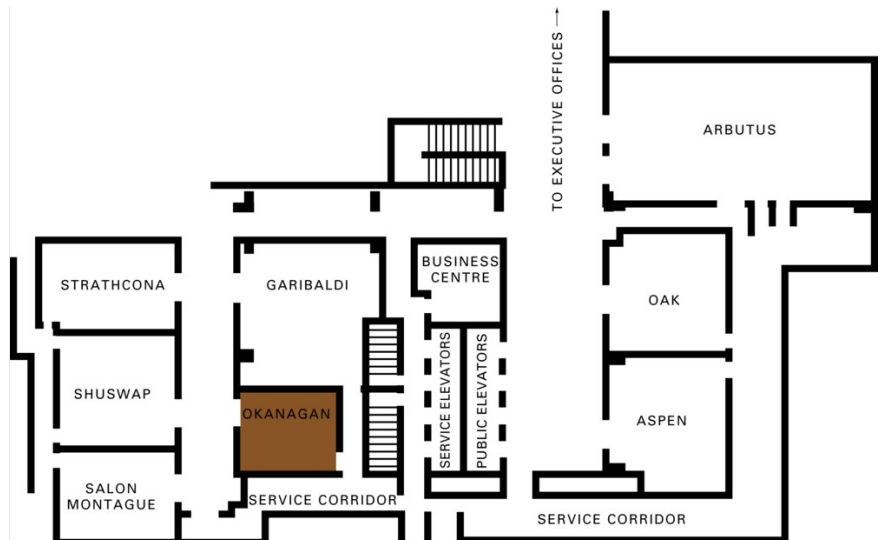 TO EXECUTIVE OFFICES
ARBUTUS
BUSINESS
CENTRE
STRATHCONA
GARIBALDI
OAK
SHUSWAP
OKANAGAN
SERVICE ELEVATORS
PUBLIC ELEVATORS
ASPEN
SALON
MONTAGUE
SERVICE CORRIDOR
SERVICE CORRIDOR